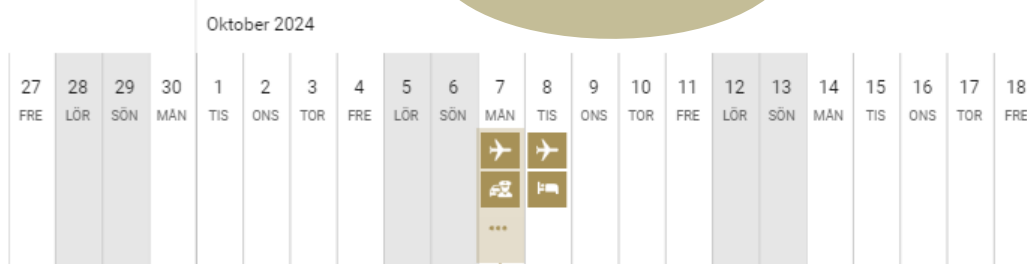 Oktober 2024
27 28 29 30 1 2 3 4 5 6 7 8 9 10 11 12 13 14 15 16 17 18
FRE LÖR SÖN MÅN TIS ONS TOR FRE LÖR SÖN MÅN TIS ONS TOR FRE LÖR SÖN MÅN TIS ONS TOR FRE